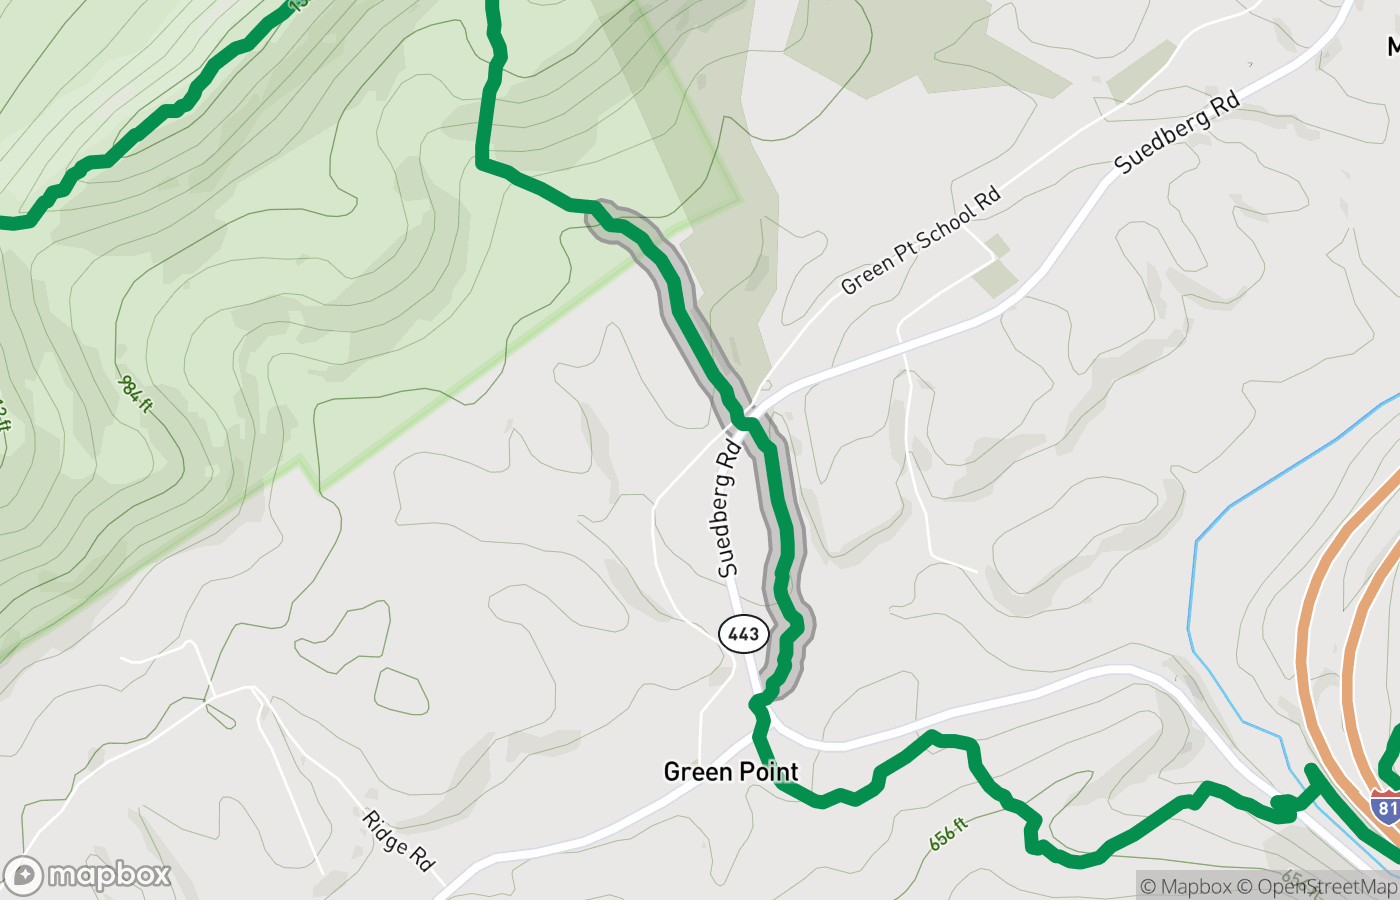 Suedberg Rd
Green Pt School Rd
984 ft
Suedberg Rd
443
Green Point
81
656 ft
Ridge Rd
mapbox
© Mapbox © OpenStreetMap